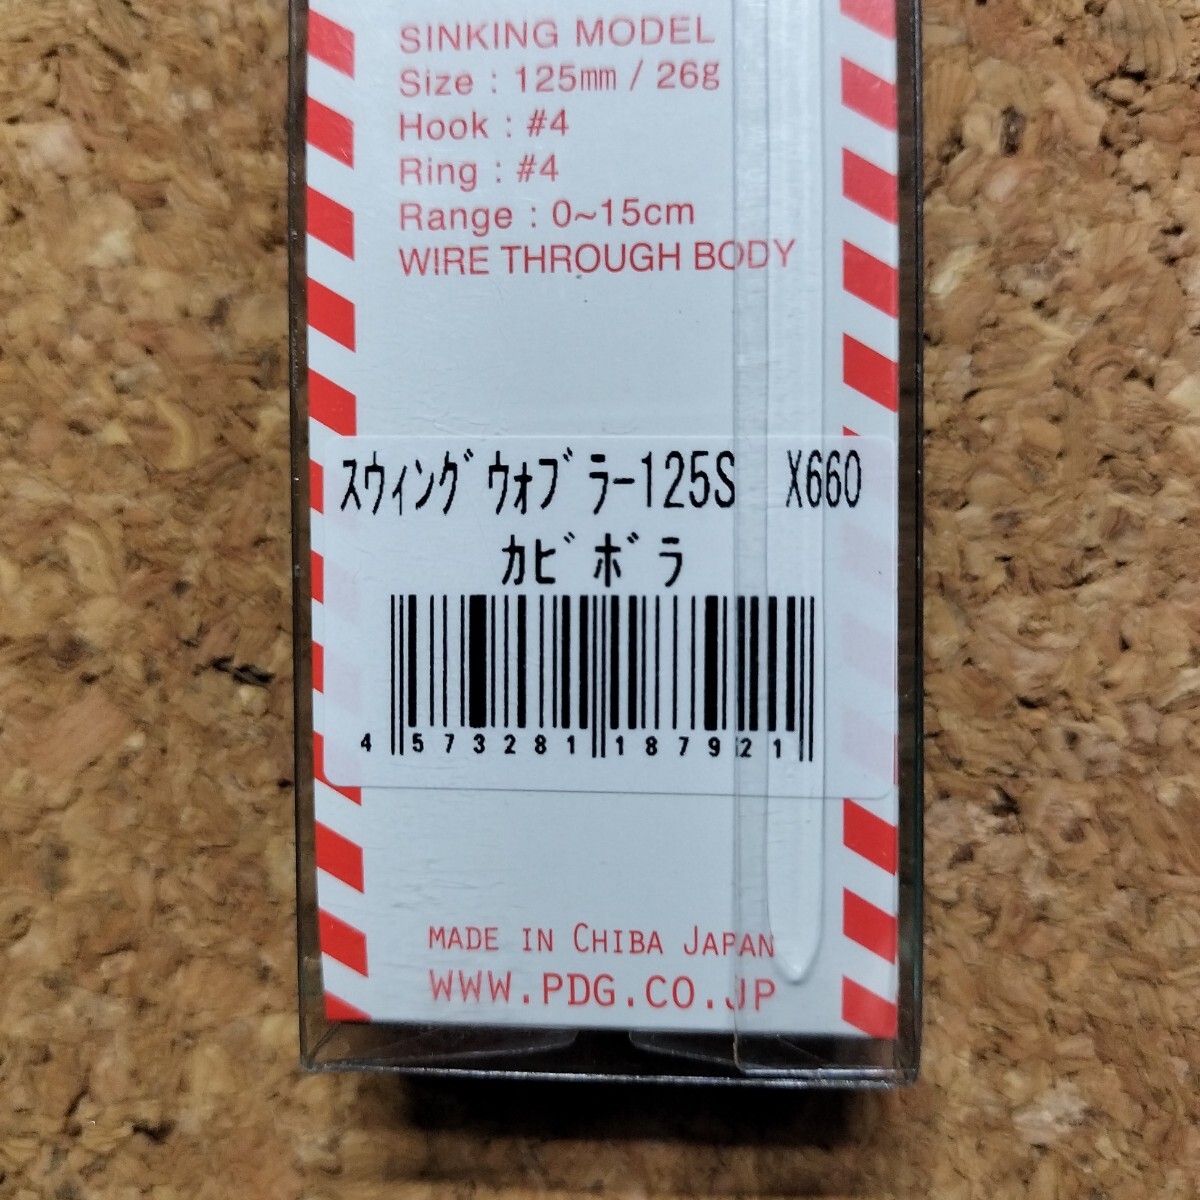 SINKING MODEL
Size : 125mm / 26g
Hook : #4
Ring : #4
Range : 0~15cm
WIRE THROUGH BODY
スウィングウォブラー125S X660
カビボラ
4 573281 187921
MADE IN CHIBA JAPAN
WWW.PDG.CO.JP